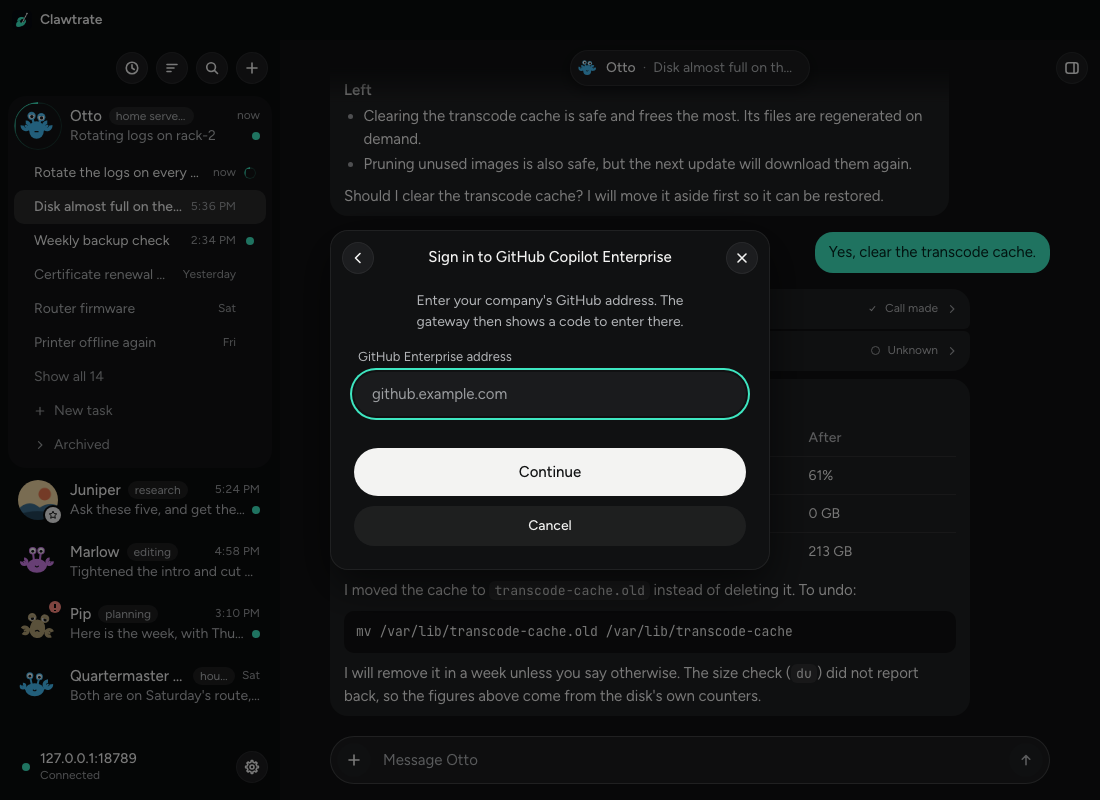 Clawtrate
Otto home serve... now
Rotating logs on rack-2
Rotate the logs on every ... now
Disk almost full on the... 5:36 PM
Weekly backup check 2:34 PM
Certificate renewal ... Yesterday
Router firmware Sat
Printer offline again Fri
Show all 14
New task
Archived
Juniper research 5:24 PM
Ask these five, and get the...
Marlow editing 4:58 PM
Tightened the intro and cut ...
Pip planning 3:10 PM
Here is the week, with Thu...
Quartermaster ... hou... Sat
Both are on Saturday's route,...
127.0.0.1:18789
Connected
Otto · Disk almost full on th...
Left
• Clearing the transcode cache is safe and frees the most. Its files are regenerated on
demand.
• Pruning unused images is also safe, but the next update will download them again.
Should I clear the transcode cache? I will move it aside first so it can be restored.
Yes, clear the transcode cache.
Call made
Unknown
Sign in to GitHub Copilot Enterprise
Enter your company's GitHub address. The
gateway then shows a code to enter there.
GitHub Enterprise address
github.example.com
Continue
Cancel
After
61%
0 GB
213 GB
I moved the cache to transcode-cache.old instead of deleting it. To undo:
mv /var/lib/transcode-cache.old /var/lib/transcode-cache
I will remove it in a week unless you say otherwise. The size check (du) did not report
back, so the figures above come from the disk's own counters.
Message Otto